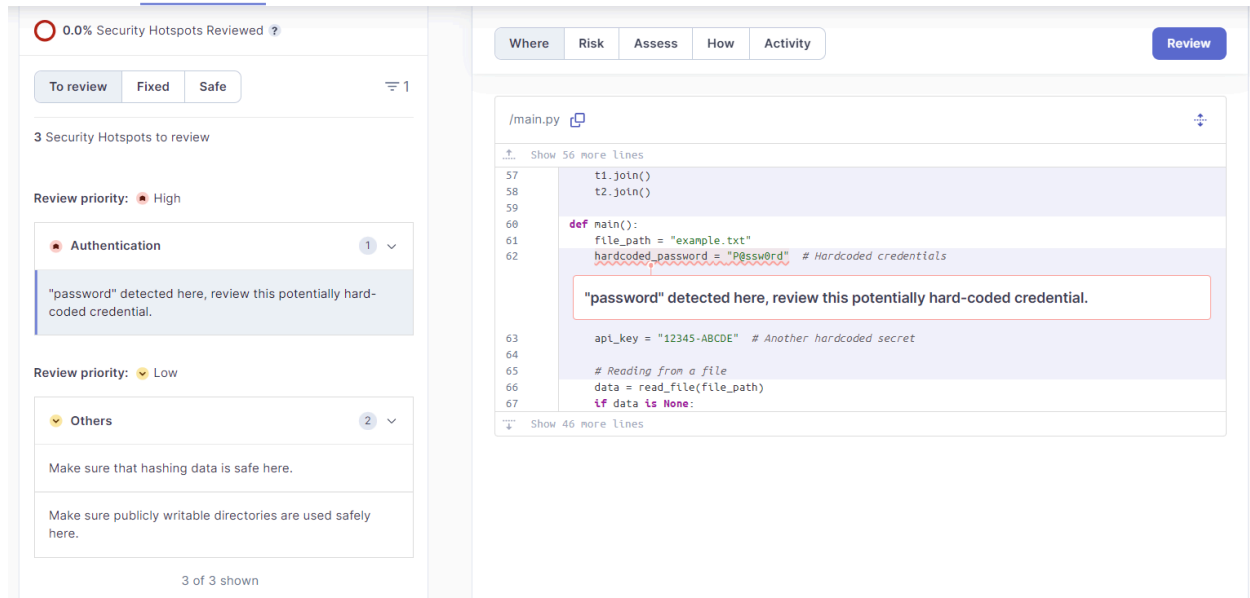 0.0% Security Hotspots Reviewed ?
To review Fixed Safe 1
3 Security Hotspots to review
Review priority: High
Authentication 1
"password" detected here, review this potentially hard-
coded credential.
Review priority: Low
Others 2
Make sure that hashing data is safe here.
Make sure publicly writable directories are used safely
here.
3 of 3 shown
Where Risk Assess How Activity Review
/main.py
Show 56 more lines
57 t1.join()
58 t2.join()
59
60 def main():
61 file_path = "example.txt"
62 hardcoded_password = "P@ssw0rd" # Hardcoded credentials
"password" detected here, review this potentially hard-coded credential.
63 api_key = "12345-ABCDE" # Another hardcoded secret
64
65 # Reading from a file
66 data = read_file(file_path)
67 if data is None:
Show 46 more lines